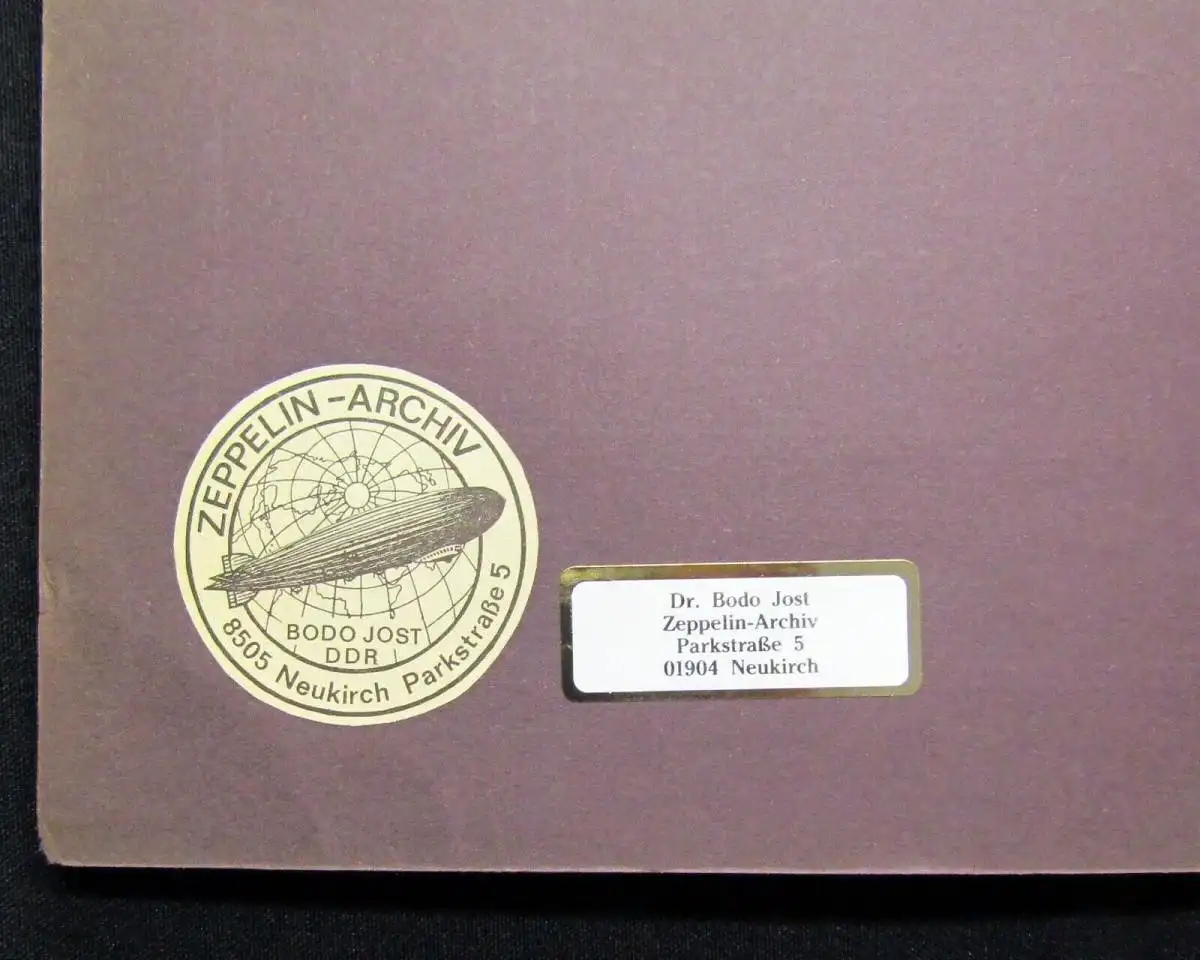 ZEPPELIN-ARCHIV
BODO JOST
DDR
8505 Neukirch Parkstraße 5
Dr. Bodo Jost
Zeppelin-Archiv
Parkstraße 5
01904 Neukirch